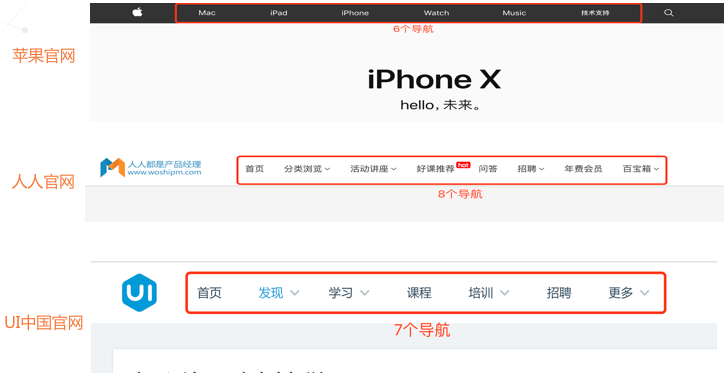 Mac iPad iPhone Watch Music 技术支持
6个导航
苹果官网
iPhone X
hello, 未来。
人人都是产品经理
www.woshipm.com
首页 分类浏览 活动讲座 好课推荐 hot 问答 招聘 年费会员 百宝箱
人人官网
8个导航
UI 首页 发现 学习 课程 培训 招聘 更多
UI中国官网
7个导航